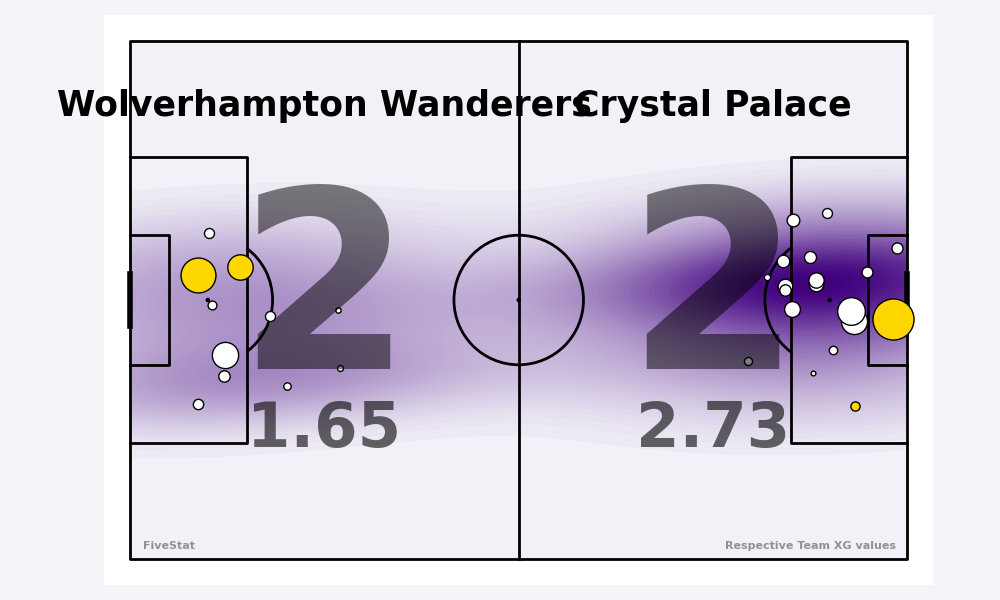 Wolverhampton Wanderers
Crystal Palace
2
2
1.65
2.73
FiveStat
Respective Team XG values